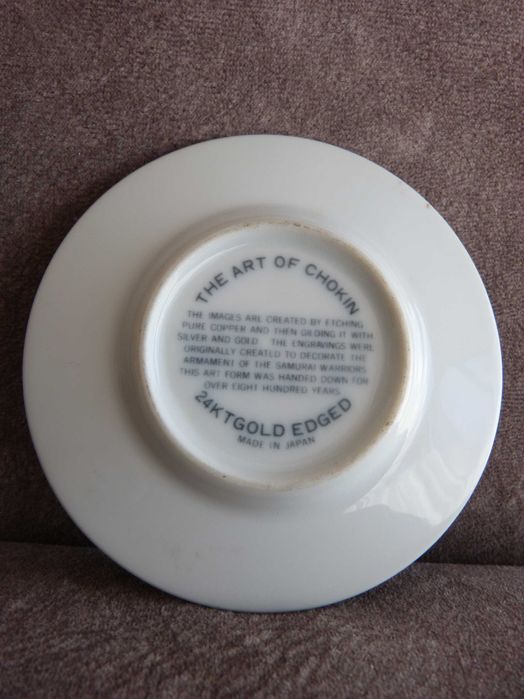 THE ART OF CHOKIN
THE IMAGES ARE CREATED BY ETCHING
PURE COPPER AND THEN GILDING IT WITH
SILVER AND GOLD THE ENGRAVINGS WERE
ORIGINALLY CREATED TO DECORATE THE
ARMAMENT OF THE SAMURAI WARRIORS
THIS ART FORM WAS HANDED DOWN FOR
OVER EIGHT HUNDRED YEARS
24KTGOLD EDGED
MADE IN JAPAN